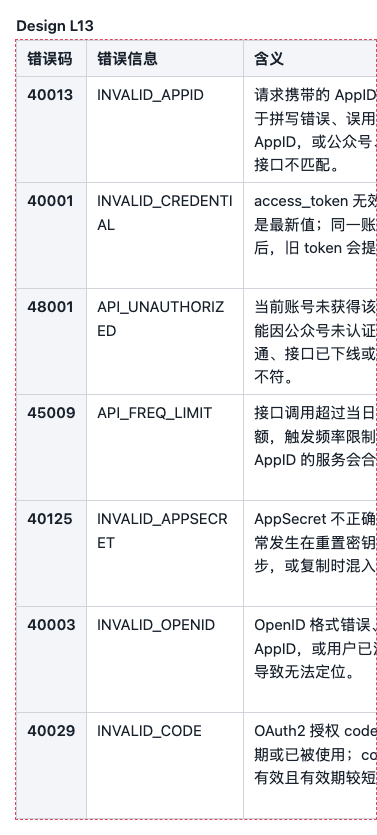 Design L13
错误码 错误信息 含义
40013 INVALID_APPID 请求携带的 AppID
于拼写错误、误用
AppID，或公众号、
接口不匹配。
40001 INVALID_CREDENTI access_token 无效
AL 是最新值；同一账
后，旧 token 会提
48001 API_UNAUTHORIZ 当前账号未获得该
ED 能因公众号未认证
通、接口已下线或
不符。
45009 API_FREQ_LIMIT 接口调用超过当日
额，触发频率限制
AppID 的服务会合
40125 INVALID_APPSECR AppSecret 不正确
ET 常发生在重置密钥
步，或复制时混入
40003 INVALID_OPENID OpenID 格式错误、
AppID，或用户已
导致无法定位。
40029 INVALID_CODE OAuth2 授权 code
期或已被使用；co
有效且有效期较短